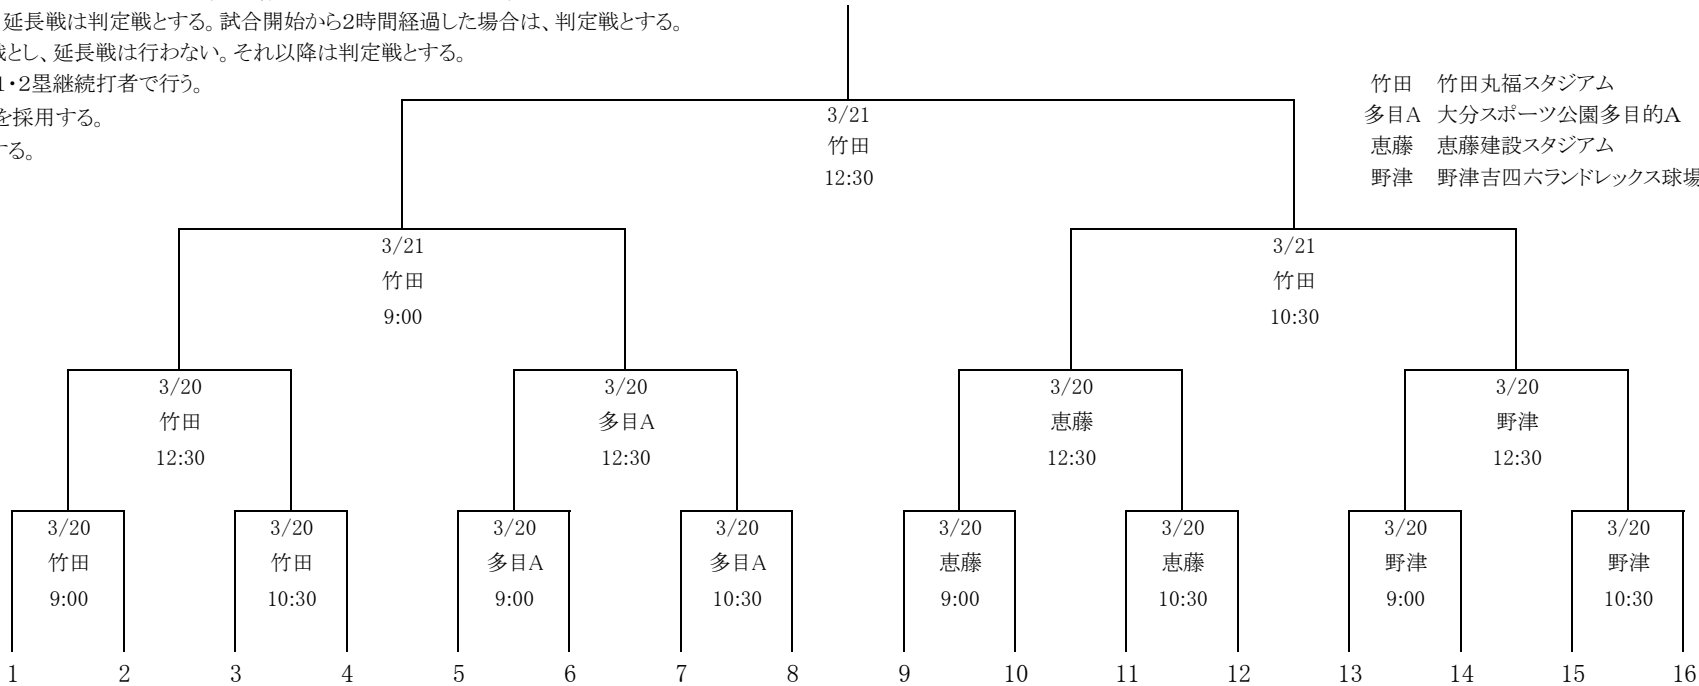 延長戦は判定戦とする。試合開始から2時間経過した場合は、判定戦とする。
戦とし、延長戦は行わない。それ以降は判定戦とする。
1・2塁継続打者で行う。
を採用する。
する。
竹田 竹田丸福スタジアム
多目A 大分スポーツ公園多目的A
恵藤 恵藤建設スタジアム
野津 野津吉四六ランドレックス球場
3/21
竹田
12:30
3/21 3/21
竹田 竹田
9:00 10:30
3/20 3/20 3/20 3/20
竹田 多目A 恵藤 野津
12:30 12:30 12:30 12:30
3/20 3/20 3/20 3/20 3/20 3/20 3/20 3/20
竹田 竹田 多目A 多目A 恵藤 恵藤 野津 野津
9:00 10:30 9:00 10:30 9:00 10:30 9:00 10:30
1 2 3 4 5 6 7 8 9 10 11 12 13 14 15 16